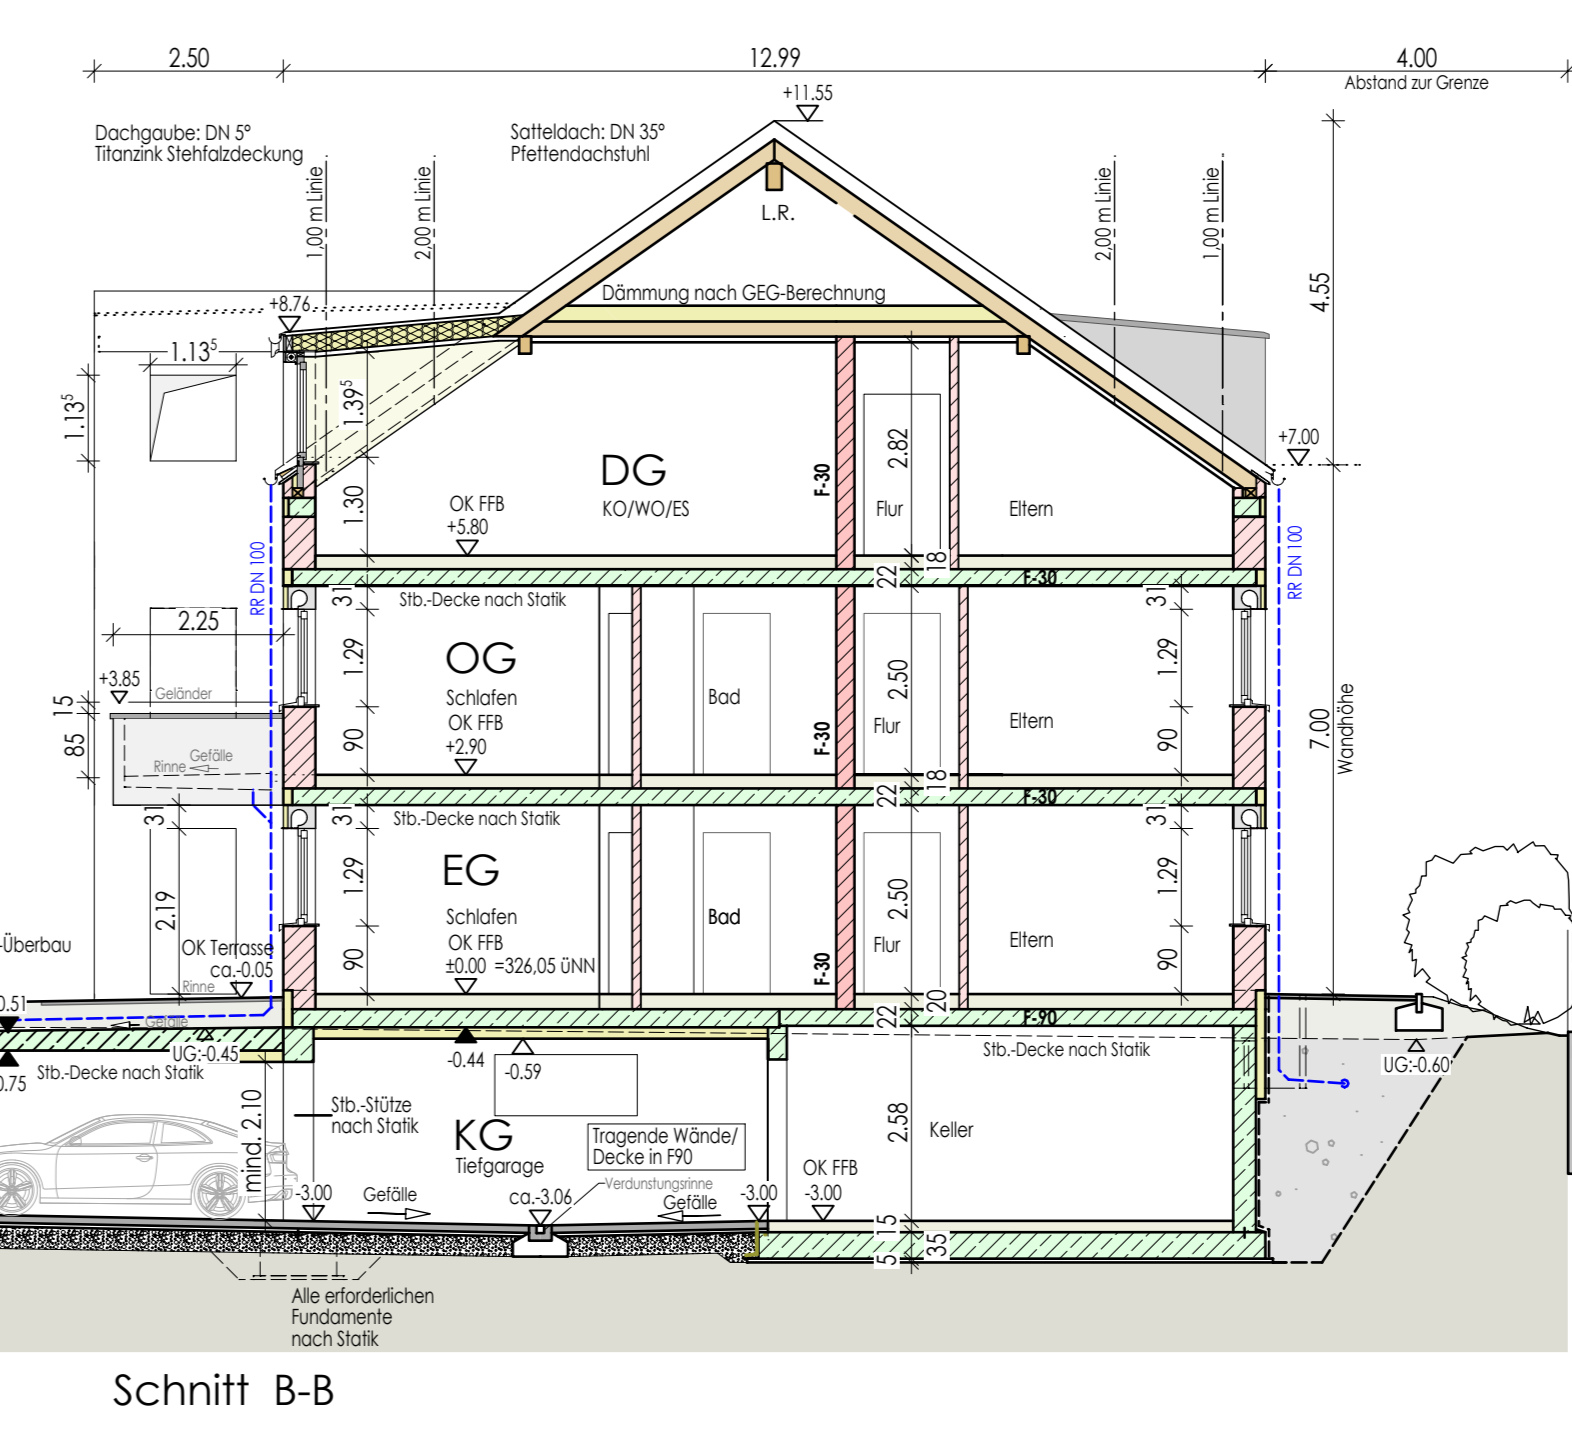 2.50
12.99
4.00
Abstand zur Grenze
+11.55
Dachgaube: DN 5°
Titanzink Stehfalzdeckung
Satteldach: DN 35°
Pfettendachstuhl
1,00 m Linie
2,00 m Linie
2,00 m Linie
1,00 m Linie
L.R.
4.55
Dämmung nach GEG-Berechnung
+8.76
1.13⁵
1.13⁵
1.39⁵
+7.00
2.82
DG
KO/WO/ES
F-30
Flur
Eltern
OK FFB
+5.80
1.30
RR DN 100
RR DN 100
18
22
F-30
31
31
Stb.-Decke nach Statik
2.25
1.29
OG
Schlafen
OK FFB
+2.90
Bad
2.50
Flur
Eltern
1.29
+3.85
Geländer
15
85
Gefälle
Rinne
90
F-30
90
7.00
Wandhöhe
18
22
F-30
31
31
31
Stb.-Decke nach Statik
1.29
EG
Schlafen
OK FFB
±0.00 =326,05 üNN
Bad
2.50
Flur
Eltern
1.29
2.19
-Überbau
OK Terrasse
ca.-0.05
Rinne
90
F-30
90
0.51
Gefälle
20
22
F-90
UG:-0.45
-0.44
-0.59
Stb.-Decke nach Statik
UG:-0.60
0.75
Stb.-Decke nach Statik
mind. 2.10
Stb.-Stütze
nach Statik
KG
Tiefgarage
Tragende Wände/
Decke in F90
2.58
Keller
Verdunstungsrinne
OK FFB
-3.00
Gefälle
ca.-3.06
Gefälle
-3.00
-3.00
15
35
5
Alle erforderlichen
Fundamente
nach Statik
Schnitt B-B